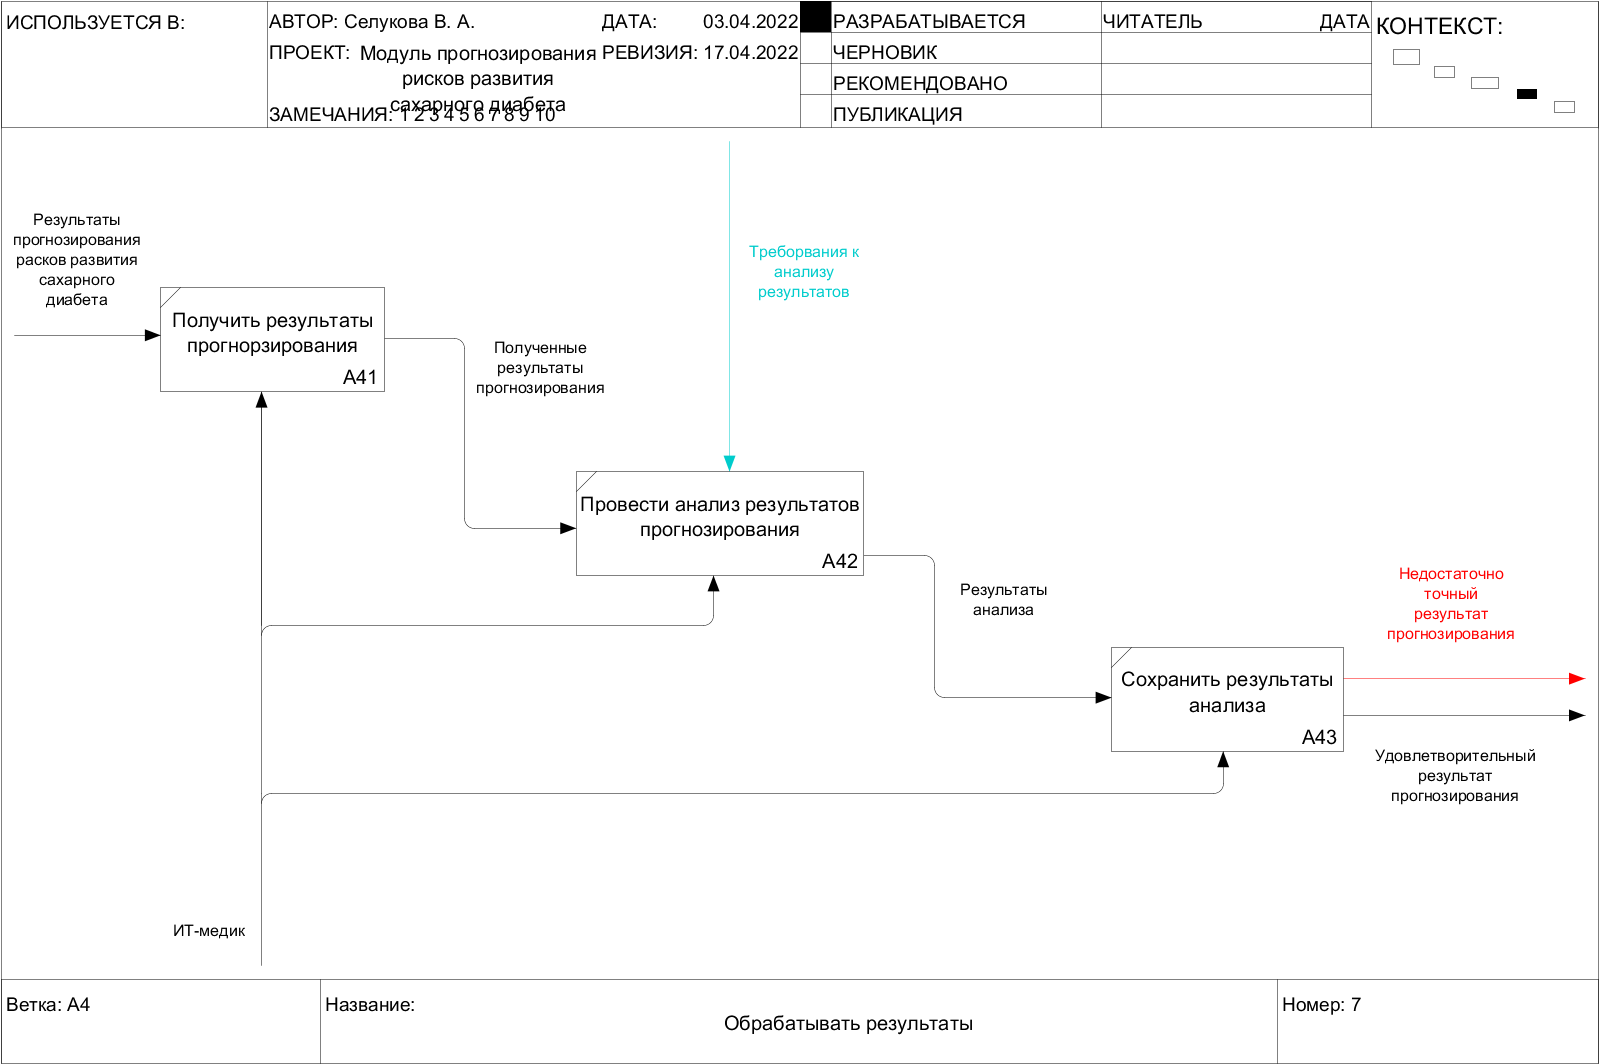 ИСПОЛЬЗУЕТСЯ В:
АВТОР: Селукова В. А.
ДАТА: 03.04.2022
ПРОЕКТ: Модуль прогнозирования
рисков развития
сахарного диабета
РЕВИЗИЯ: 17.04.2022
ЗАМЕЧАНИЯ: 1 2 3 4 5 6 7 8 9 10
РАЗРАБАТЫВАЕТСЯ
ЧЕРНОВИК
РЕКОМЕНДОВАНО
ПУБЛИКАЦИЯ
ЧИТАТЕЛЬ ДАТА
КОНТЕКСТ:
Результаты
прогнозирования
расков развития
сахарного
диабета
Получить результаты
прогнорзирования
A41
Полученные
результаты
прогнозирования
Треборвания к
анализу
результатов
Провести анализ результатов
прогнозирования
A42
Результаты
анализа
Недостаточно
точный
результат
прогнозирования
Сохранить результаты
анализа
A43
Удовлетворительный
результат
прогнозирования
ИТ-медик
Ветка: A4
Название:
Обрабатывать результаты
Номер: 7